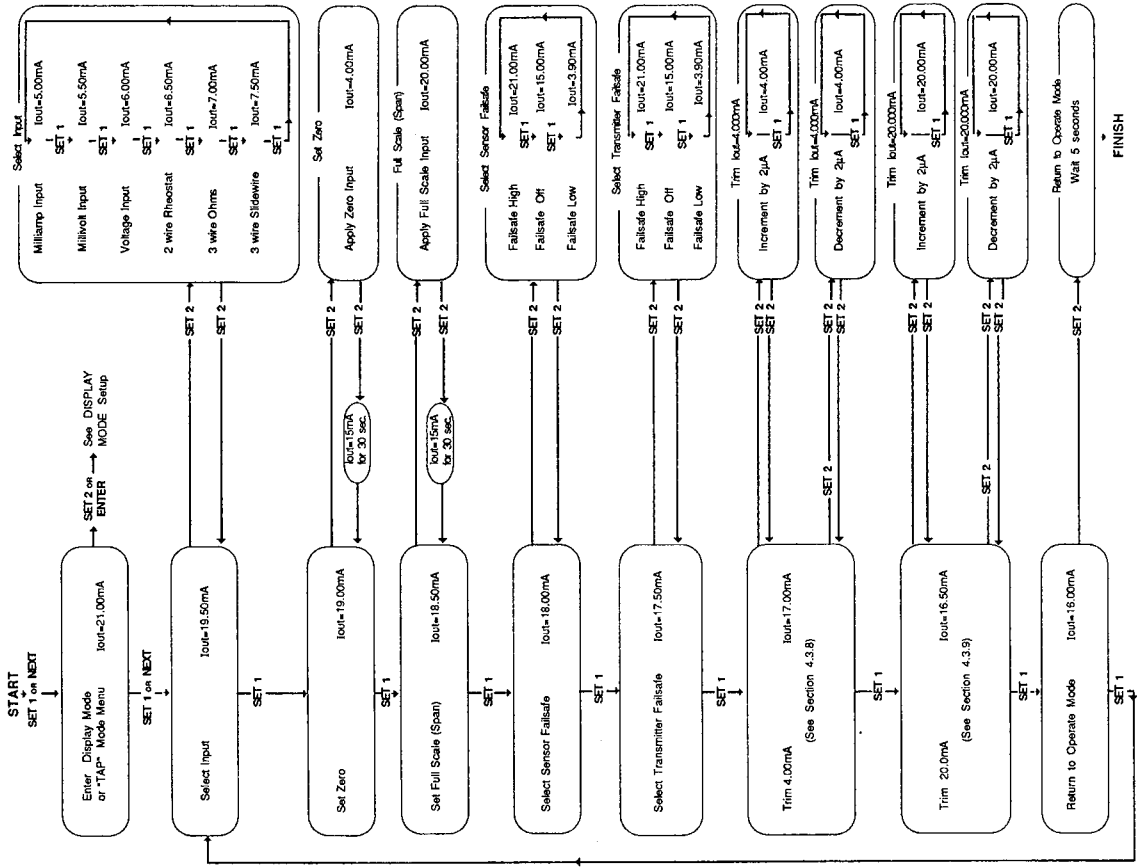 START
SET 1 OR NEXT
Enter Display Mode
or "TAP" Mode Menu
Iout=21.00mA
SET 2 OR
ENTER
See DISPLAY
MODE Setup
SET 1 OR NEXT
Select Input
Iout=19.50mA
SET 2
SET 2
Select Input
Milliamp Input
Iout=5.00mA
SET 1
Millivolt Input
Iout=5.50mA
SET 1
Voltage Input
Iout=6.00mA
SET 1
2 wire Rheostat
Iout=6.50mA
SET 1
3 wire Ohms
Iout=7.00mA
SET 1
3 wire Slidewire
Iout=7.50mA
SET 1
SET 1
Set Zero
Iout=19.00mA
SET 2
SET 2
Iout=15mA
for 30 sec.
Set Zero
Apply Zero Input
Iout=4.00mA
SET 1
Set Full Scale (Span)
Iout=18.50mA
SET 2
SET 2
Iout=15mA
for 30 sec.
Full Scale (Span)
Apply Full Scale Input
Iout=20.00mA
SET 1
Select Sensor Failsafe
Iout=18.00mA
SET 2
SET 2
Select Sensor Failsafe
Failsafe High
Iout=21.00mA
SET 1
Failsafe Off
Iout=15.00mA
SET 1
Failsafe Low
Iout=3.90mA
SET 1
Select Transmitter Failsafe
Iout=17.50mA
SET 2
SET 2
Select Transmitter Failsafe
Failsafe High
Iout=21.00mA
SET 1
Failsafe Off
Iout=15.00mA
SET 1
Failsafe Low
Iout=3.90mA
SET 1
Trim 4.00mA
Iout=17.00mA
(See Section 4.3.8)
SET 2
SET 2
Trim Iout=4.000mA
Increment by 2µA
Iout=4.00mA
SET 1
SET 2
SET 2
SET 2
Trim Iout=4.000mA
Decrement by 2µA
Iout=4.00mA
SET 1
SET 1
Trim 20.0mA
Iout=16.50mA
(See Section 4.3.9)
SET 2
SET 2
Trim Iout=20.000mA
Increment by 2µA
Iout=20.00mA
SET 1
SET 2
SET 2
SET 2
Trim Iout=20.000mA
Decrement by 2µA
Iout=20.00mA
SET 1
SET 1
Return to Operate Mode
Iout=16.00mA
SET 2
Return to Operate Mode
Wait 5 seconds
FINISH
SET 1